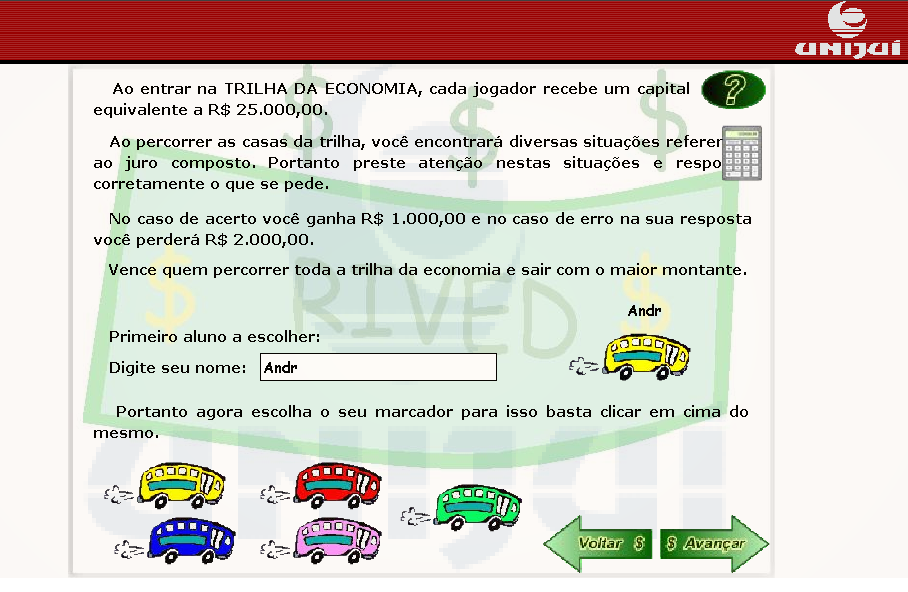 UNIJUÍ
Ao entrar na TRILHA DA ECONOMIA, cada jogador recebe um capital
equivalente a R$ 25.000,00.
Ao percorrer as casas da trilha, você encontrará diversas situações refer
ao juro composto. Portanto preste atenção nestas situações e respo
corretamente o que se pede.
No caso de acerto você ganha R$ 1.000,00 e no caso de erro na sua resposta
você perderá R$ 2.000,00.
Vence quem percorrer toda a trilha da economia e sair com o maior montante.
RIVED
Andr
Primeiro aluno a escolher:
Digite seu nome: Andr
Portanto agora escolha o seu marcador para isso basta clicar em cima do
mesmo.
unijuí
Voltar $ $ Avançar